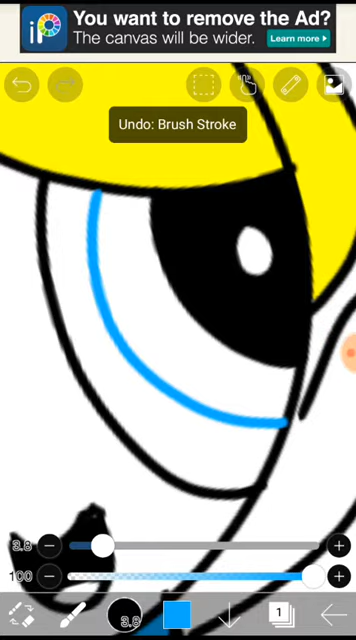 iP
You want to remove the Ad?
The canvas will be wider.
Learn more
Undo: Brush Stroke
3.8
100
3.8
1